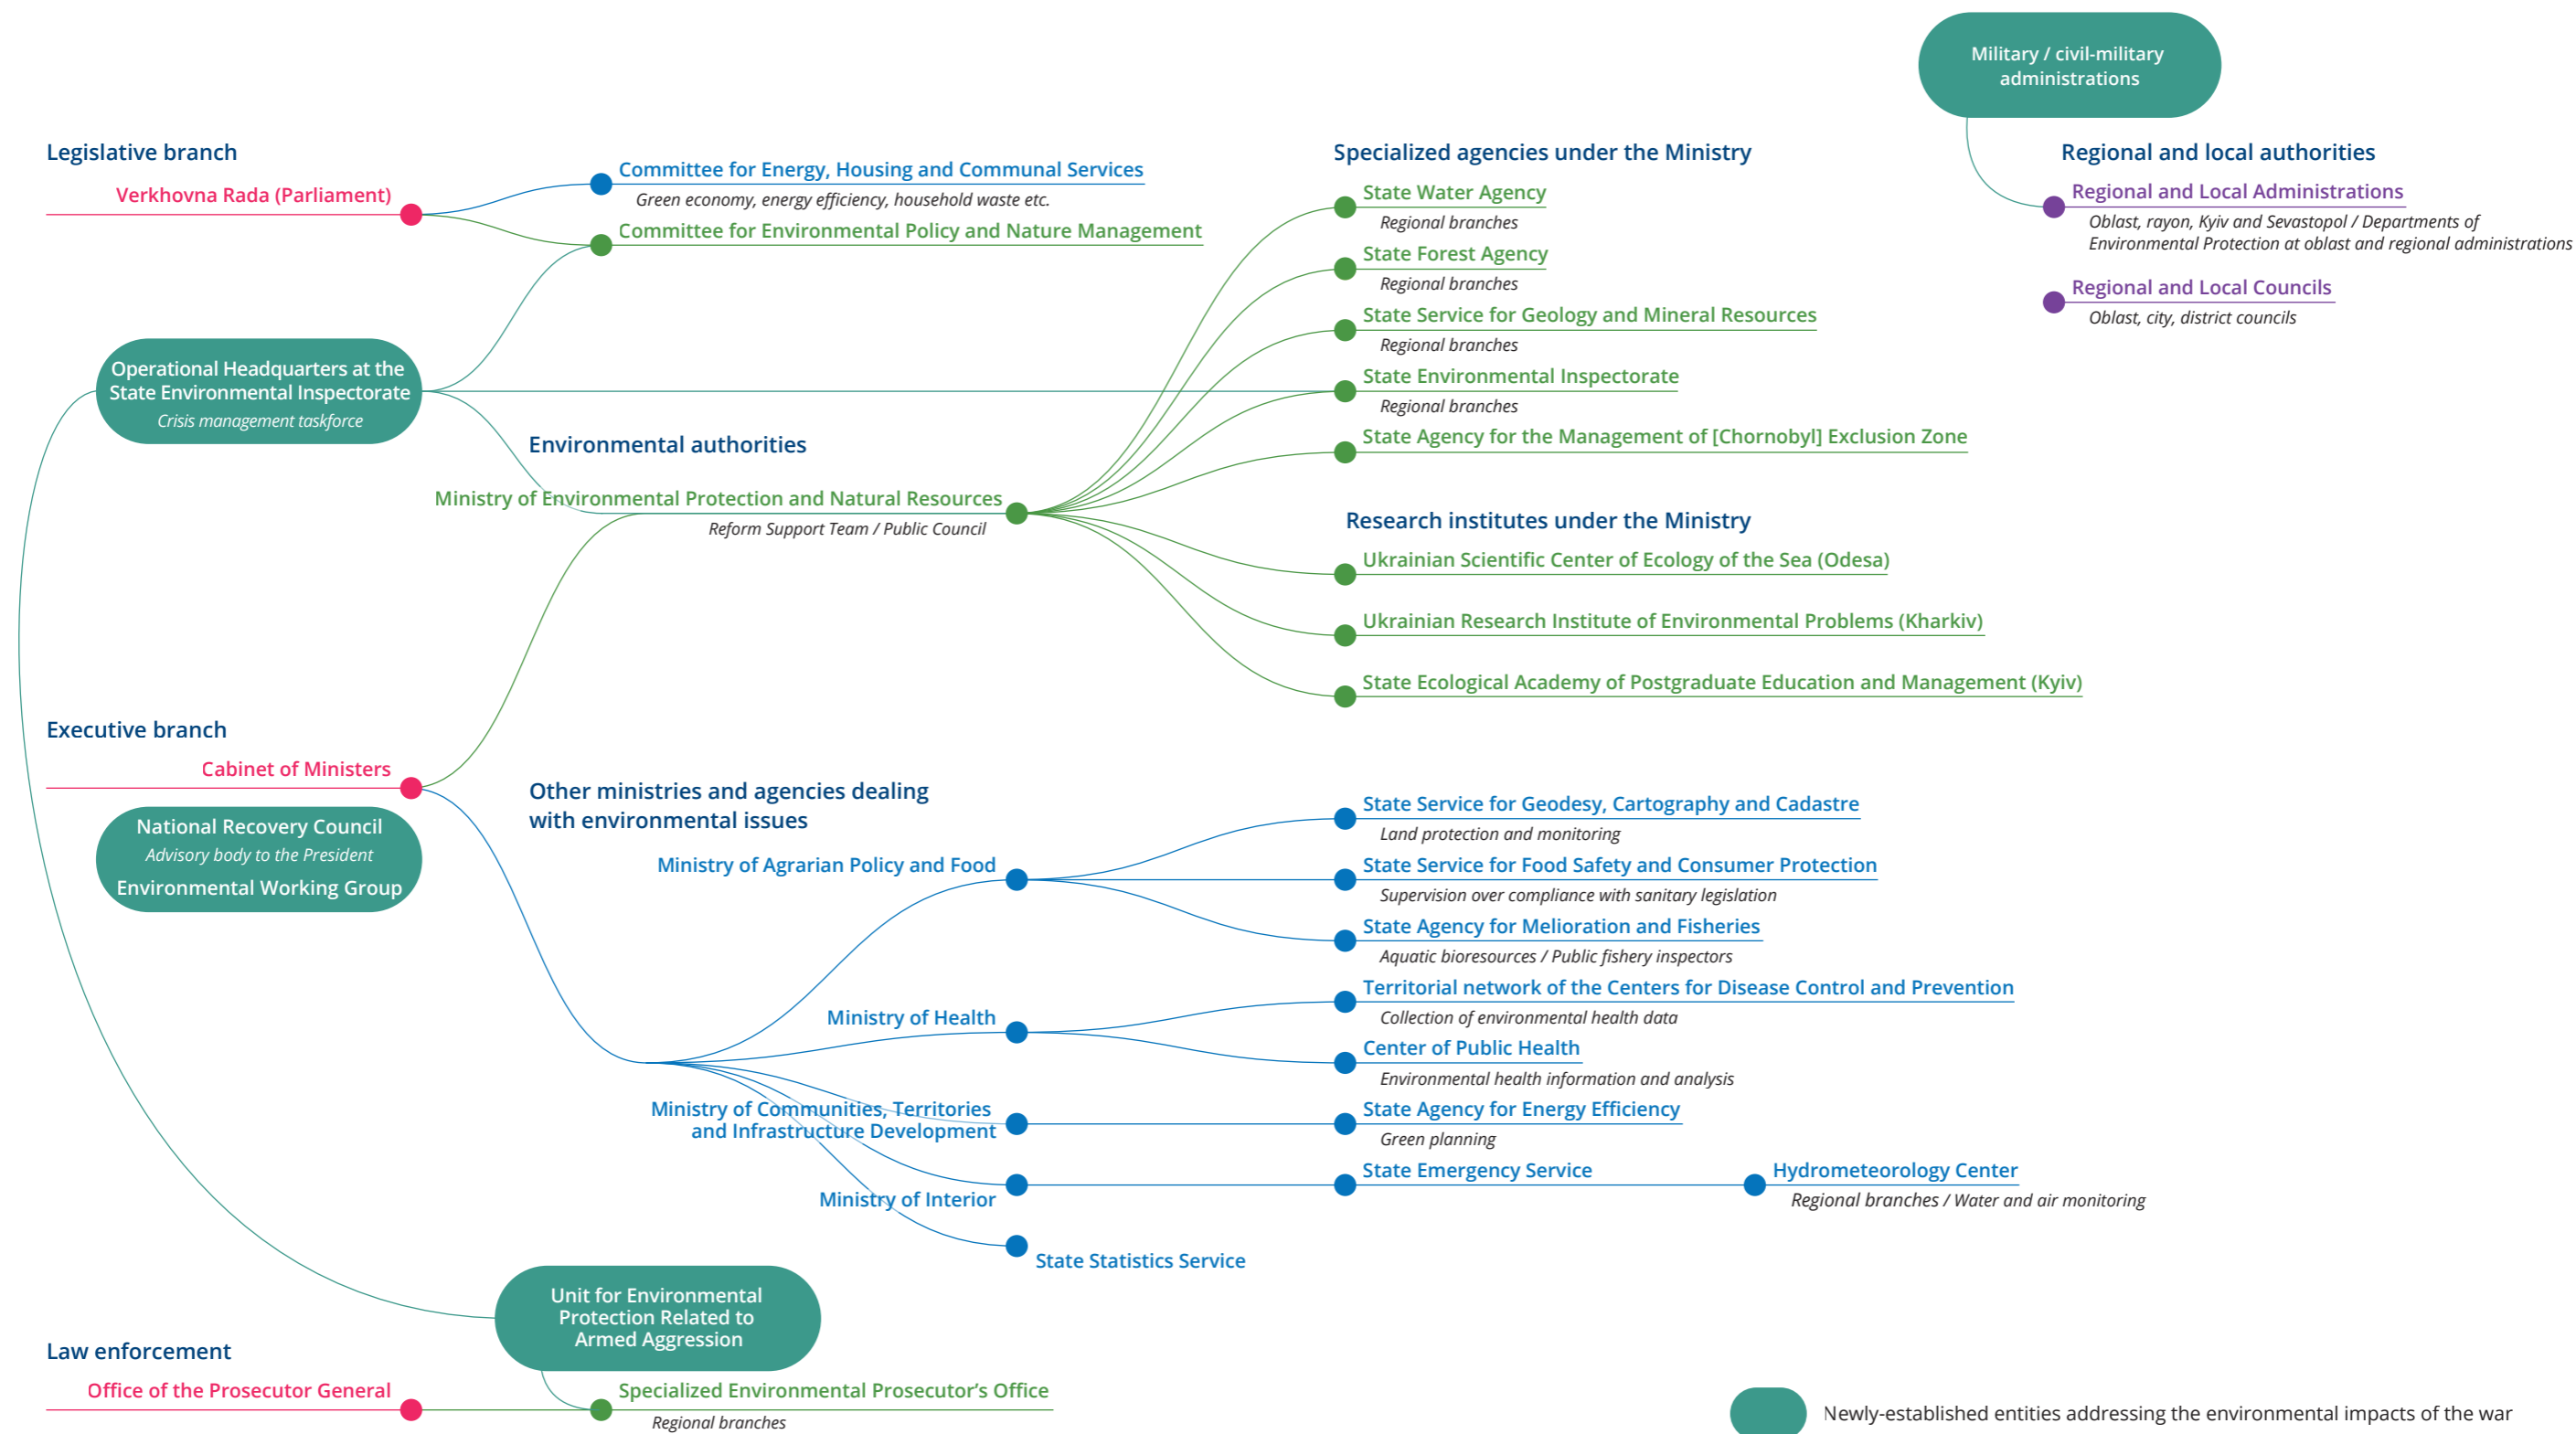 Military / civil-military
administrations
Legislative branch
Verkhovna Rada (Parliament)
Committee for Energy, Housing and Communal Services
Green economy, energy efficiency, household waste etc.
Committee for Environmental Policy and Nature Management
Operational Headquarters at the
State Environmental Inspectorate
Crisis management taskforce
Environmental authorities
Ministry of Environmental Protection and Natural Resources
Reform Support Team / Public Council
Specialized agencies under the Ministry
State Water Agency
Regional branches
State Forest Agency
Regional branches
State Service for Geology and Mineral Resources
Regional branches
State Environmental Inspectorate
Regional branches
State Agency for the Management of [Chornobyl] Exclusion Zone
Research institutes under the Ministry
Ukrainian Scientific Center of Ecology of the Sea (Odesa)
Ukrainian Research Institute of Environmental Problems (Kharkiv)
State Ecological Academy of Postgraduate Education and Management (Kyiv)
Regional and local authorities
Regional and Local Administrations
Oblast, rayon, Kyiv and Sevastopol / Departments of
Environmental Protection at oblast and regional administrations
Regional and Local Councils
Oblast, city, district councils
Executive branch
Cabinet of Ministers
National Recovery Council
Advisory body to the President
Environmental Working Group
Other ministries and agencies dealing
with environmental issues
Ministry of Agrarian Policy and Food
State Service for Geodesy, Cartography and Cadastre
Land protection and monitoring
State Service for Food Safety and Consumer Protection
Supervision over compliance with sanitary legislation
State Agency for Melioration and Fisheries
Aquatic bioresources / Public fishery inspectors
Ministry of Health
Territorial network of the Centers for Disease Control and Prevention
Collection of environmental health data
Center of Public Health
Environmental health information and analysis
Ministry of Communities, Territories
and Infrastructure Development
State Agency for Energy Efficiency
Green planning
Ministry of Interior
State Emergency Service
Hydrometeorology Center
Regional branches / Water and air monitoring
State Statistics Service
Unit for Environmental
Protection Related to
Armed Aggression
Law enforcement
Office of the Prosecutor General
Specialized Environmental Prosecutor’s Office
Regional branches
Newly-established entities addressing the environmental impacts of the war